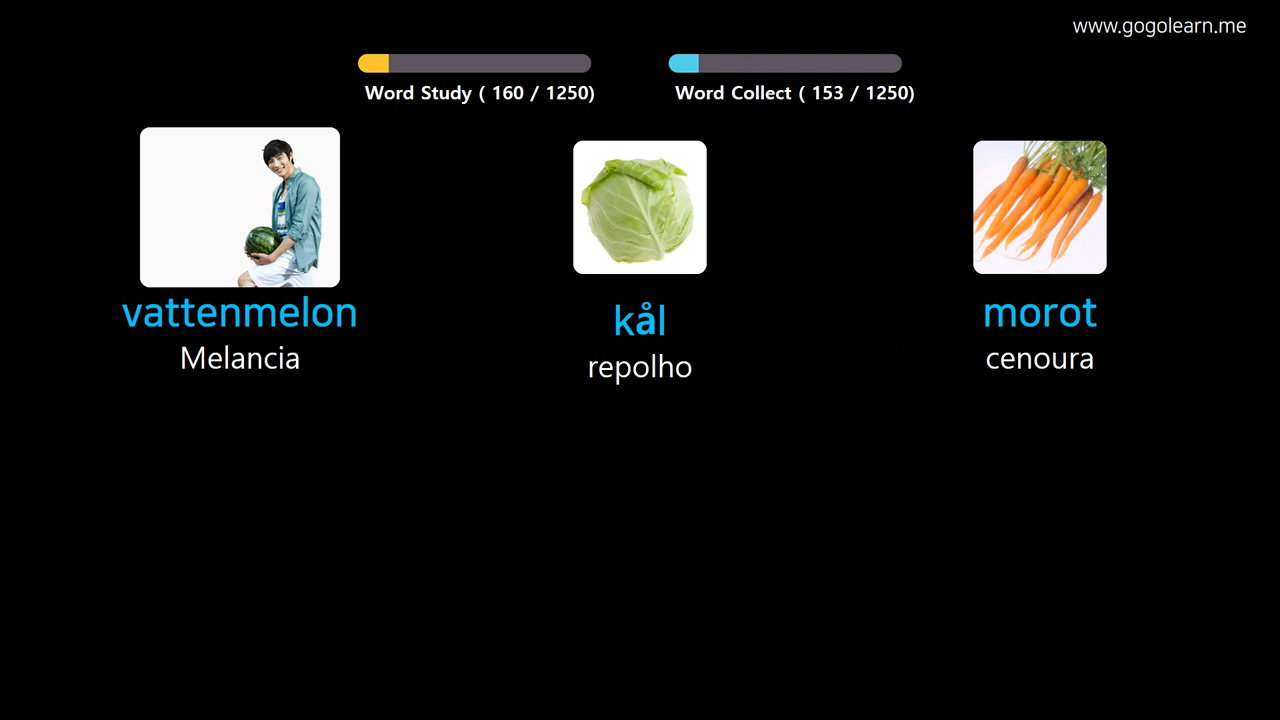 www.gogolearn.me
Word Study ( 160 / 1250)
Word Collect ( 153 / 1250)
vattenmelon
Melancia
kål
repolho
morot
cenoura